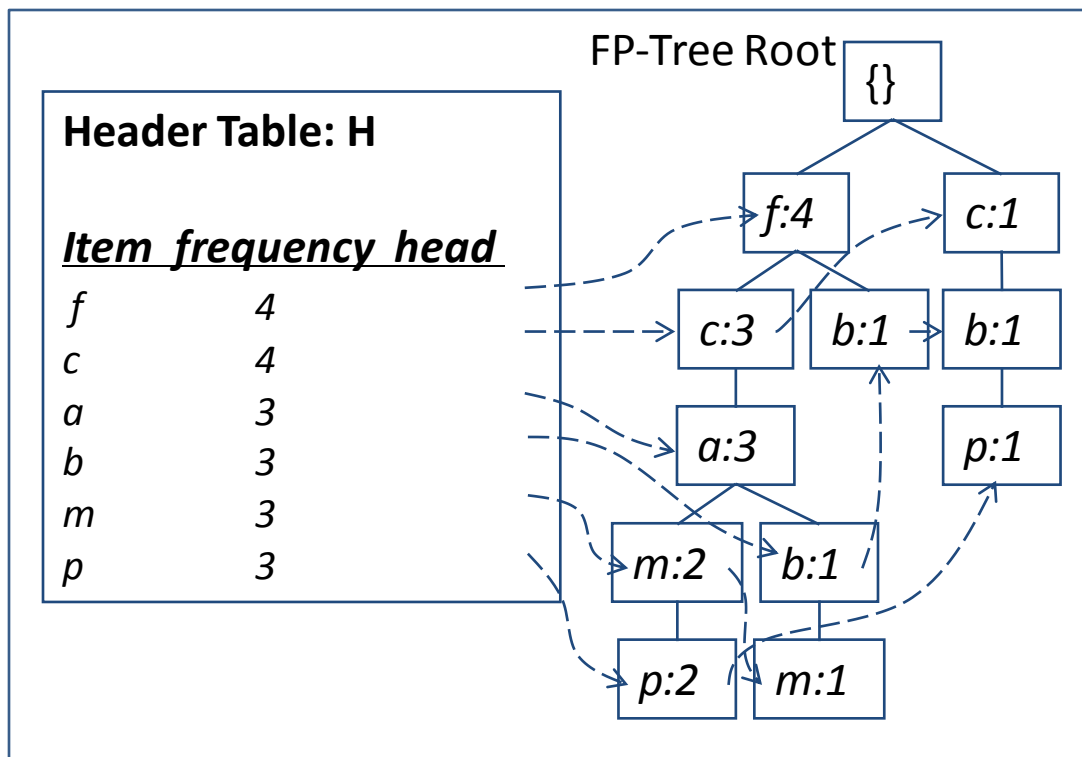 FP-Tree Root
{}
Header Table: H
Item frequency head
f 4
c 4
a 3
b 3
m 3
p 3
f:4 c:1
c:3 b:1 b:1
a:3 p:1
m:2 b:1
p:2 m:1